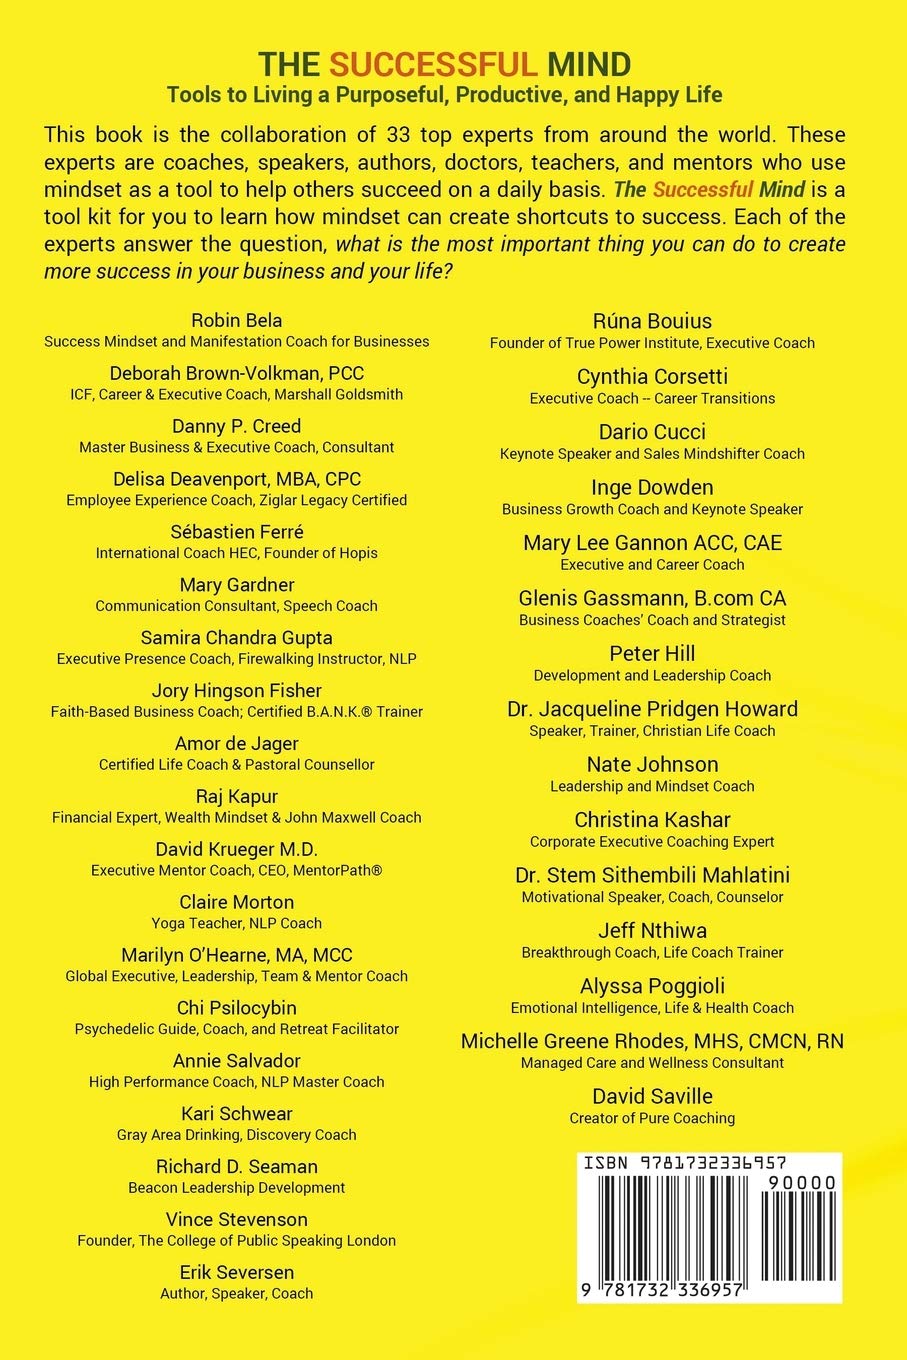 THE SUCCESSFUL MIND
Tools to Living a Purposeful, Productive, and Happy Life
This book is the collaboration of 33 top experts from around the world. These
experts are coaches, speakers, authors, doctors, teachers, and mentors who use
mindset as a tool to help others succeed on a daily basis. The Successful Mind is a
tool kit for you to learn how mindset can create shortcuts to success. Each of the
experts answer the question, what is the most important thing you can do to create
more success in your business and your life?
Robin Bela
Success Mindset and Manifestation Coach for Businesses
Deborah Brown-Volkman, PCC
ICF, Career & Executive Coach, Marshall Goldsmith
Danny P. Creed
Master Business & Executive Coach, Consultant
Delisa Deavenport, MBA, CPC
Employee Experience Coach, Ziglar Legacy Certified
Sébastien Ferré
International Coach HEC, Founder of Hopis
Mary Gardner
Communication Consultant, Speech Coach
Samira Chandra Gupta
Executive Presence Coach, Firewalking Instructor, NLP
Jory Hingson Fisher
Faith-Based Business Coach; Certified B.A.N.K.® Trainer
Amor de Jager
Certified Life Coach & Pastoral Counsellor
Raj Kapur
Financial Expert, Wealth Mindset & John Maxwell Coach
David Krueger M.D.
Executive Mentor Coach, CEO, MentorPath®
Claire Morton
Yoga Teacher, NLP Coach
Marilyn O’Hearne, MA, MCC
Global Executive, Leadership, Team & Mentor Coach
Chi Psilocybin
Psychedelic Guide, Coach, and Retreat Facilitator
Annie Salvador
High Performance Coach, NLP Master Coach
Kari Schwear
Gray Area Drinking, Discovery Coach
Richard D. Seaman
Beacon Leadership Development
Vince Stevenson
Founder, The College of Public Speaking London
Erik Seversen
Author, Speaker, Coach
Rúna Bouius
Founder of True Power Institute, Executive Coach
Cynthia Corsetti
Executive Coach -- Career Transitions
Dario Cucci
Keynote Speaker and Sales Mindshifter Coach
Inge Dowden
Business Growth Coach and Keynote Speaker
Mary Lee Gannon ACC, CAE
Executive and Career Coach
Glenis Gassmann, B.com CA
Business Coaches’ Coach and Strategist
Peter Hill
Development and Leadership Coach
Dr. Jacqueline Pridgen Howard
Speaker, Trainer, Christian Life Coach
Nate Johnson
Leadership and Mindset Coach
Christina Kashar
Corporate Executive Coaching Expert
Dr. Stem Sithembili Mahlatini
Motivational Speaker, Coach, Counselor
Jeff Nthiwa
Breakthrough Coach, Life Coach Trainer
Alyssa Poggioli
Emotional Intelligence, Life & Health Coach
Michelle Greene Rhodes, MHS, CMCN, RN
Managed Care and Wellness Consultant
David Saville
Creator of Pure Coaching
ISBN 9781732336957
90000
9 781732 336957